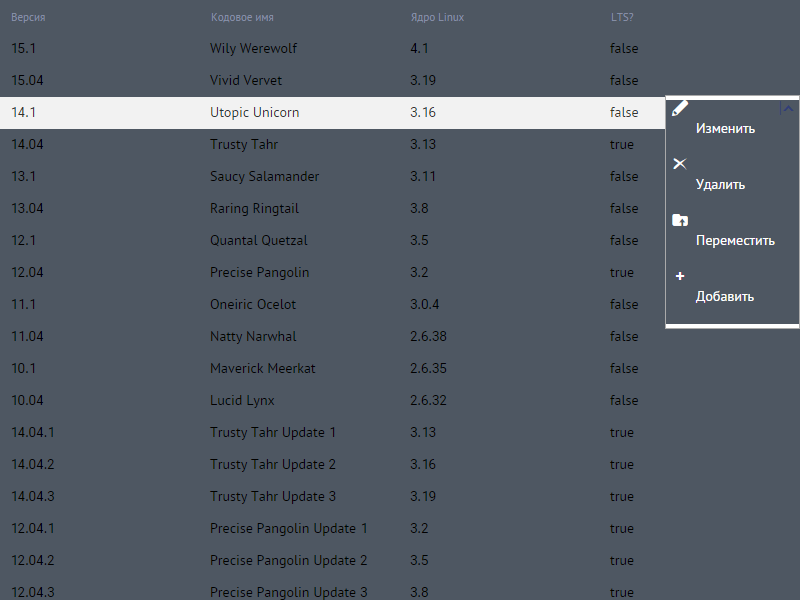 Версия Кодовое имя Ядро Linux LTS?
15.1 Wily Werewolf 4.1 false
15.04 Vivid Vervet 3.19 false
14.1 Utopic Unicorn 3.16 false
Изменить
14.04 Trusty Tahr 3.13 true
13.1 Saucy Salamander 3.11 false
Удалить
13.04 Raring Ringtail 3.8 false
12.1 Quantal Quetzal 3.5 false
Переместить
12.04 Precise Pangolin 3.2 true
11.1 Oneiric Ocelot 3.0.4 false
Добавить
11.04 Natty Narwhal 2.6.38 false
10.1 Maverick Meerkat 2.6.35 false
10.04 Lucid Lynx 2.6.32 false
14.04.1 Trusty Tahr Update 1 3.13 true
14.04.2 Trusty Tahr Update 2 3.16 true
14.04.3 Trusty Tahr Update 3 3.19 true
12.04.1 Precise Pangolin Update 1 3.2 true
12.04.2 Precise Pangolin Update 2 3.5 true
12.04.3 Precise Pangolin Update 3 3.8 true